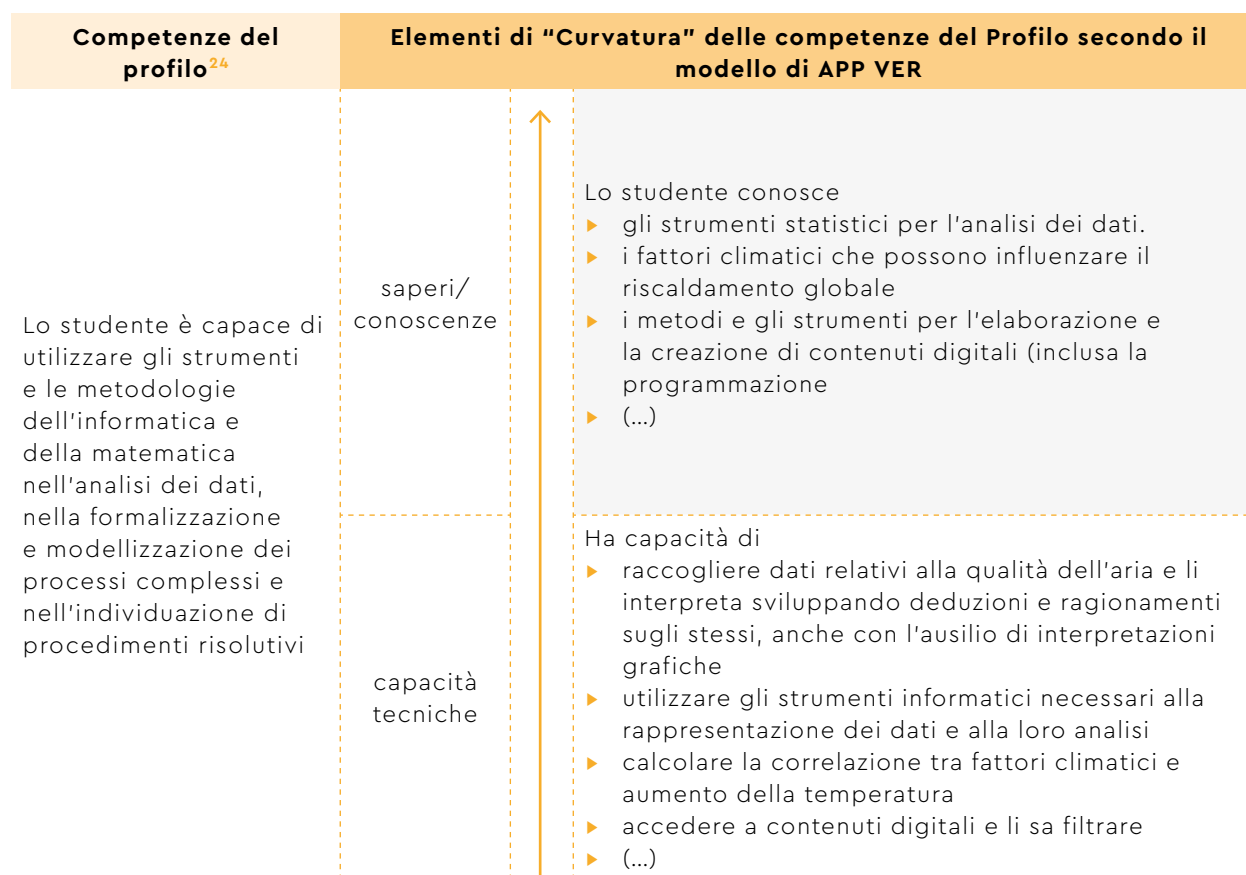 Competenze del
profilo24
Elementi di “Curvatura” delle competenze del Profilo secondo il
modello di APP VER
Lo studente è capace di
utilizzare gli strumenti
e le metodologie
dell’informatica e
della matematica
nell’analisi dei dati,
nella formalizzazione
e modellizzazione dei
processi complessi e
nell’individuazione di
procedimenti risolutivi
saperi/
conoscenze
Lo studente conosce
▶ gli strumenti statistici per l’analisi dei dati.
▶ i fattori climatici che possono influenzare il
riscaldamento globale
▶ i metodi e gli strumenti per l’elaborazione e
la creazione di contenuti digitali (inclusa la
programmazione
▶ (…)
capacità
tecniche
Ha capacità di
▶ raccogliere dati relativi alla qualità dell’aria e li
interpreta sviluppando deduzioni e ragionamenti
sugli stessi, anche con l’ausilio di interpretazioni
grafiche
▶ utilizzare gli strumenti informatici necessari alla
rappresentazione dei dati e alla loro analisi
▶ calcolare la correlazione tra fattori climatici e
aumento della temperatura
▶ accedere a contenuti digitali e li sa filtrare
▶ (…)